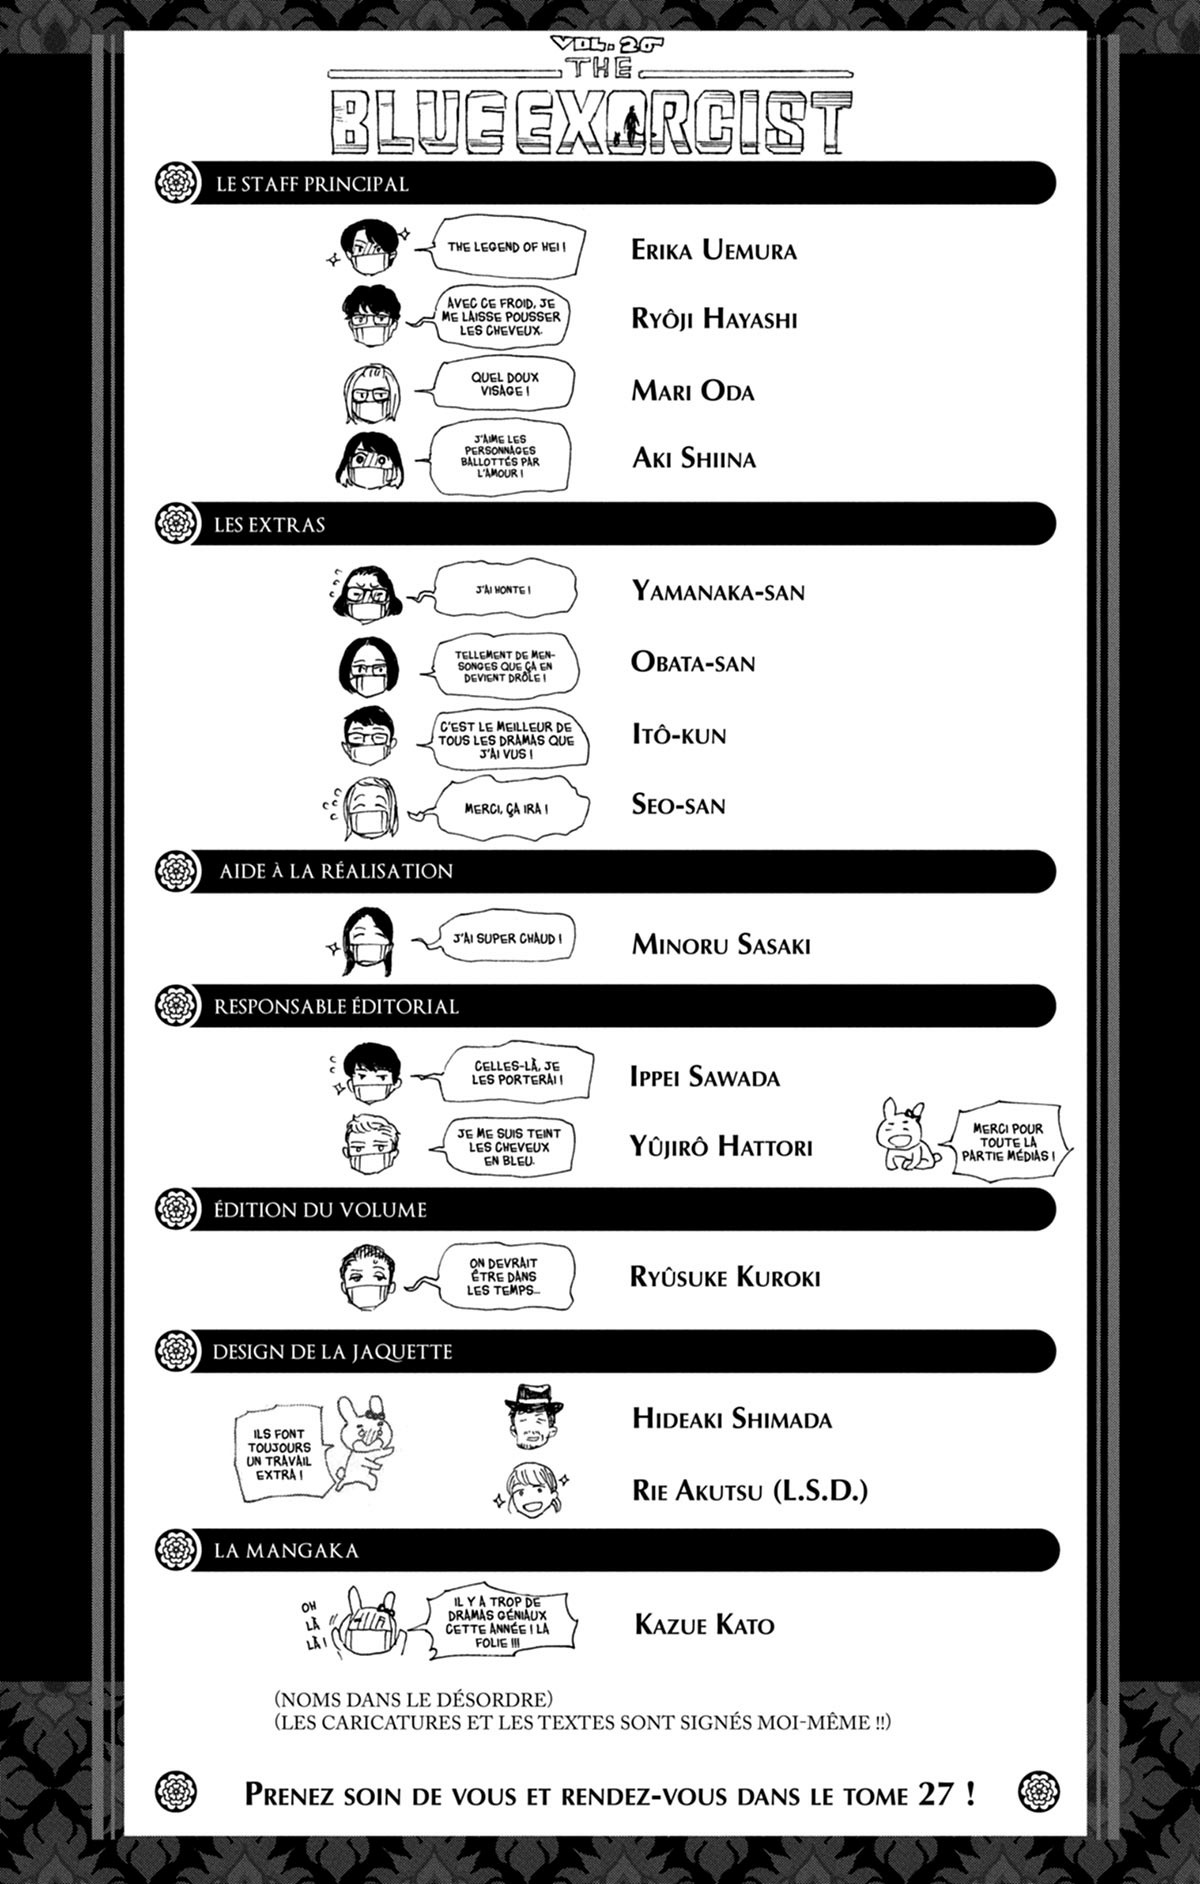 VOL. 26
THE
BLUE EXORCIST
LE STAFF PRINCIPAL
THE LEGEND OF HEI !
ERIKA UEMURA
AVEC CE FROID, JE
ME LAISSE POUSSER
LES CHEVEUX.
RYÔJI HAYASHI
QUEL DOUX
VISAGE !
MARI ODA
J'AIME LES
PERSONNAGES
BALLOTTÉS PAR
L'AMOUR !
AKI SHIINA
LES EXTRAS
J'AI HONTE !
YAMANAKA-SAN
TELLEMENT DE MEN-
SONGES QUE ÇA EN
DEVIENT DRÔLE !
OBATA-SAN
C'EST LE MEILLEUR DE
TOUS LES DRAMAS QUE
J'AI VUS !
ITÔ-KUN
MERCI, ÇA IRA !
SEO-SAN
AIDE À LA RÉALISATION
J'AI SUPER CHAUD !
MINORU SASAKI
RESPONSABLE ÉDITORIAL
CELLES-LÀ, JE
LES PORTERAI !
IPPEI SAWADA
JE ME SUIS TEINT
LES CHEVEUX
EN BLEU.
YÛJIRÔ HATTORI
MERCI POUR
TOUTE LA
PARTIE MÉDIAS !
ÉDITION DU VOLUME
ON DEVRAIT
ÊTRE DANS
LES TEMPS...
RYÛSUKE KUROKI
DESIGN DE LA JAQUETTE
ILS FONT
TOUJOURS
UN TRAVAIL
EXTRA !
HIDEAKI SHIMADA
RIE AKUTSU (L.S.D.)
LA MANGAKA
OH
LÀ
LÀ !
IL Y A TROP DE
DRAMAS GÉNIAUX
CETTE ANNÉE ! LA
FOLIE !!!
KAZUE KATO
(NOMS DANS LE DÉSORDRE)
(LES CARICATURES ET LES TEXTES SONT SIGNÉS MOI-MÊME !!)
PRENEZ SOIN DE VOUS ET RENDEZ-VOUS DANS LE TOME 27 !